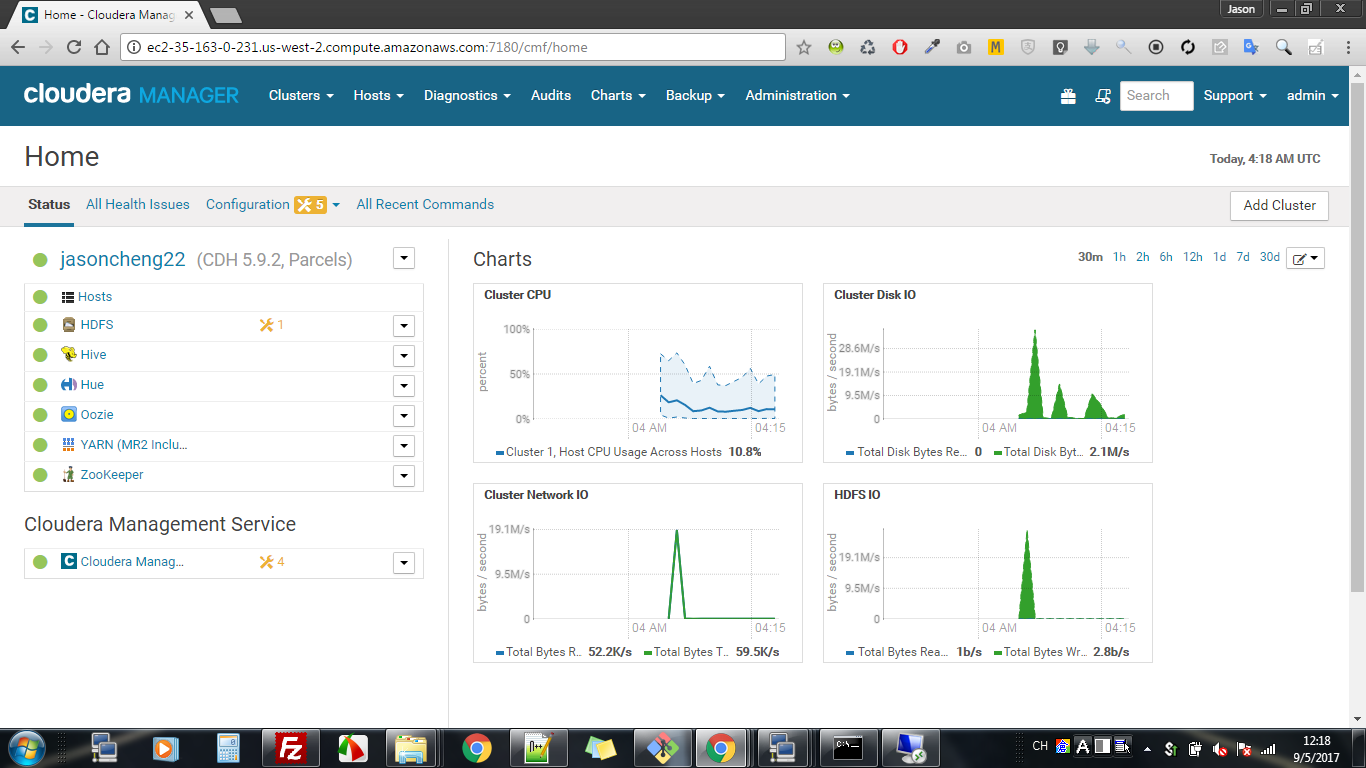 Home - Cloudera Manag
Jason
ec2-35-163-0-231.us-west-2.compute.amazonaws.com:7180/cmf/home
cloudera MANAGER Clusters Hosts Diagnostics Audits Charts Backup Administration Search Support admin
Home
Today, 4:18 AM UTC
Status All Health Issues Configuration 5 All Recent Commands Add Cluster
jasoncheng22 (CDH 5.9.2, Parcels)
Hosts
HDFS 1
Hive
Hue
Oozie
YARN (MR2 Inclu...
ZooKeeper
Cloudera Management Service
C Cloudera Manag... 4
Charts
30m 1h 2h 6h 12h 1d 7d 30d
Cluster CPU
percent
100%
50%
0%
04 AM 04:15
Cluster 1, Host CPU Usage Across Hosts 10.8%
Cluster Disk IO
bytes / second
28.6M/s
19.1M/s
9.5M/s
0
04 AM 04:15
Total Disk Bytes Re... 0 Total Disk Byt... 2.1M/s
Cluster Network IO
bytes / second
19.1M/s
9.5M/s
0
04 AM 04:15
Total Bytes R.. 52.2K/s Total Bytes T.. 59.5K/s
HDFS IO
bytes / second
19.1M/s
9.5M/s
0
04 AM 04:15
Total Bytes Rea... 1b/s Total Bytes Wr... 2.8b/s
CH
12:18
9/5/2017